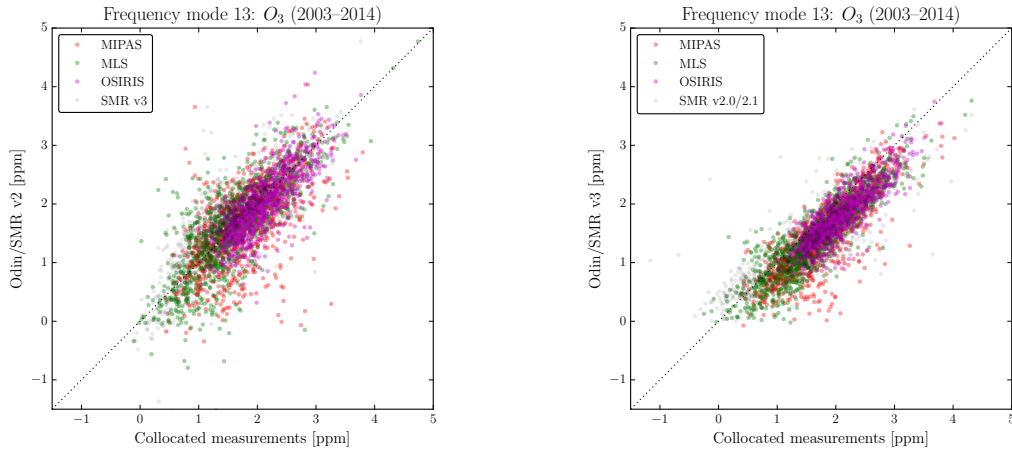 Frequency mode 13: O3 (2003–2014)
MIPAS
MLS
OSIRIS
SMR v3
5
4
3
2
1
0
−1
Odin/SMR v2 [ppm]
−1 0 1 2 3 4 5
Collocated measurements [ppm]
Frequency mode 13: O3 (2003–2014)
MIPAS
MLS
OSIRIS
SMR v2.0/2.1
5
4
3
2
1
0
−1
Odin/SMR v3 [ppm]
−1 0 1 2 3 4 5
Collocated measurements [ppm]